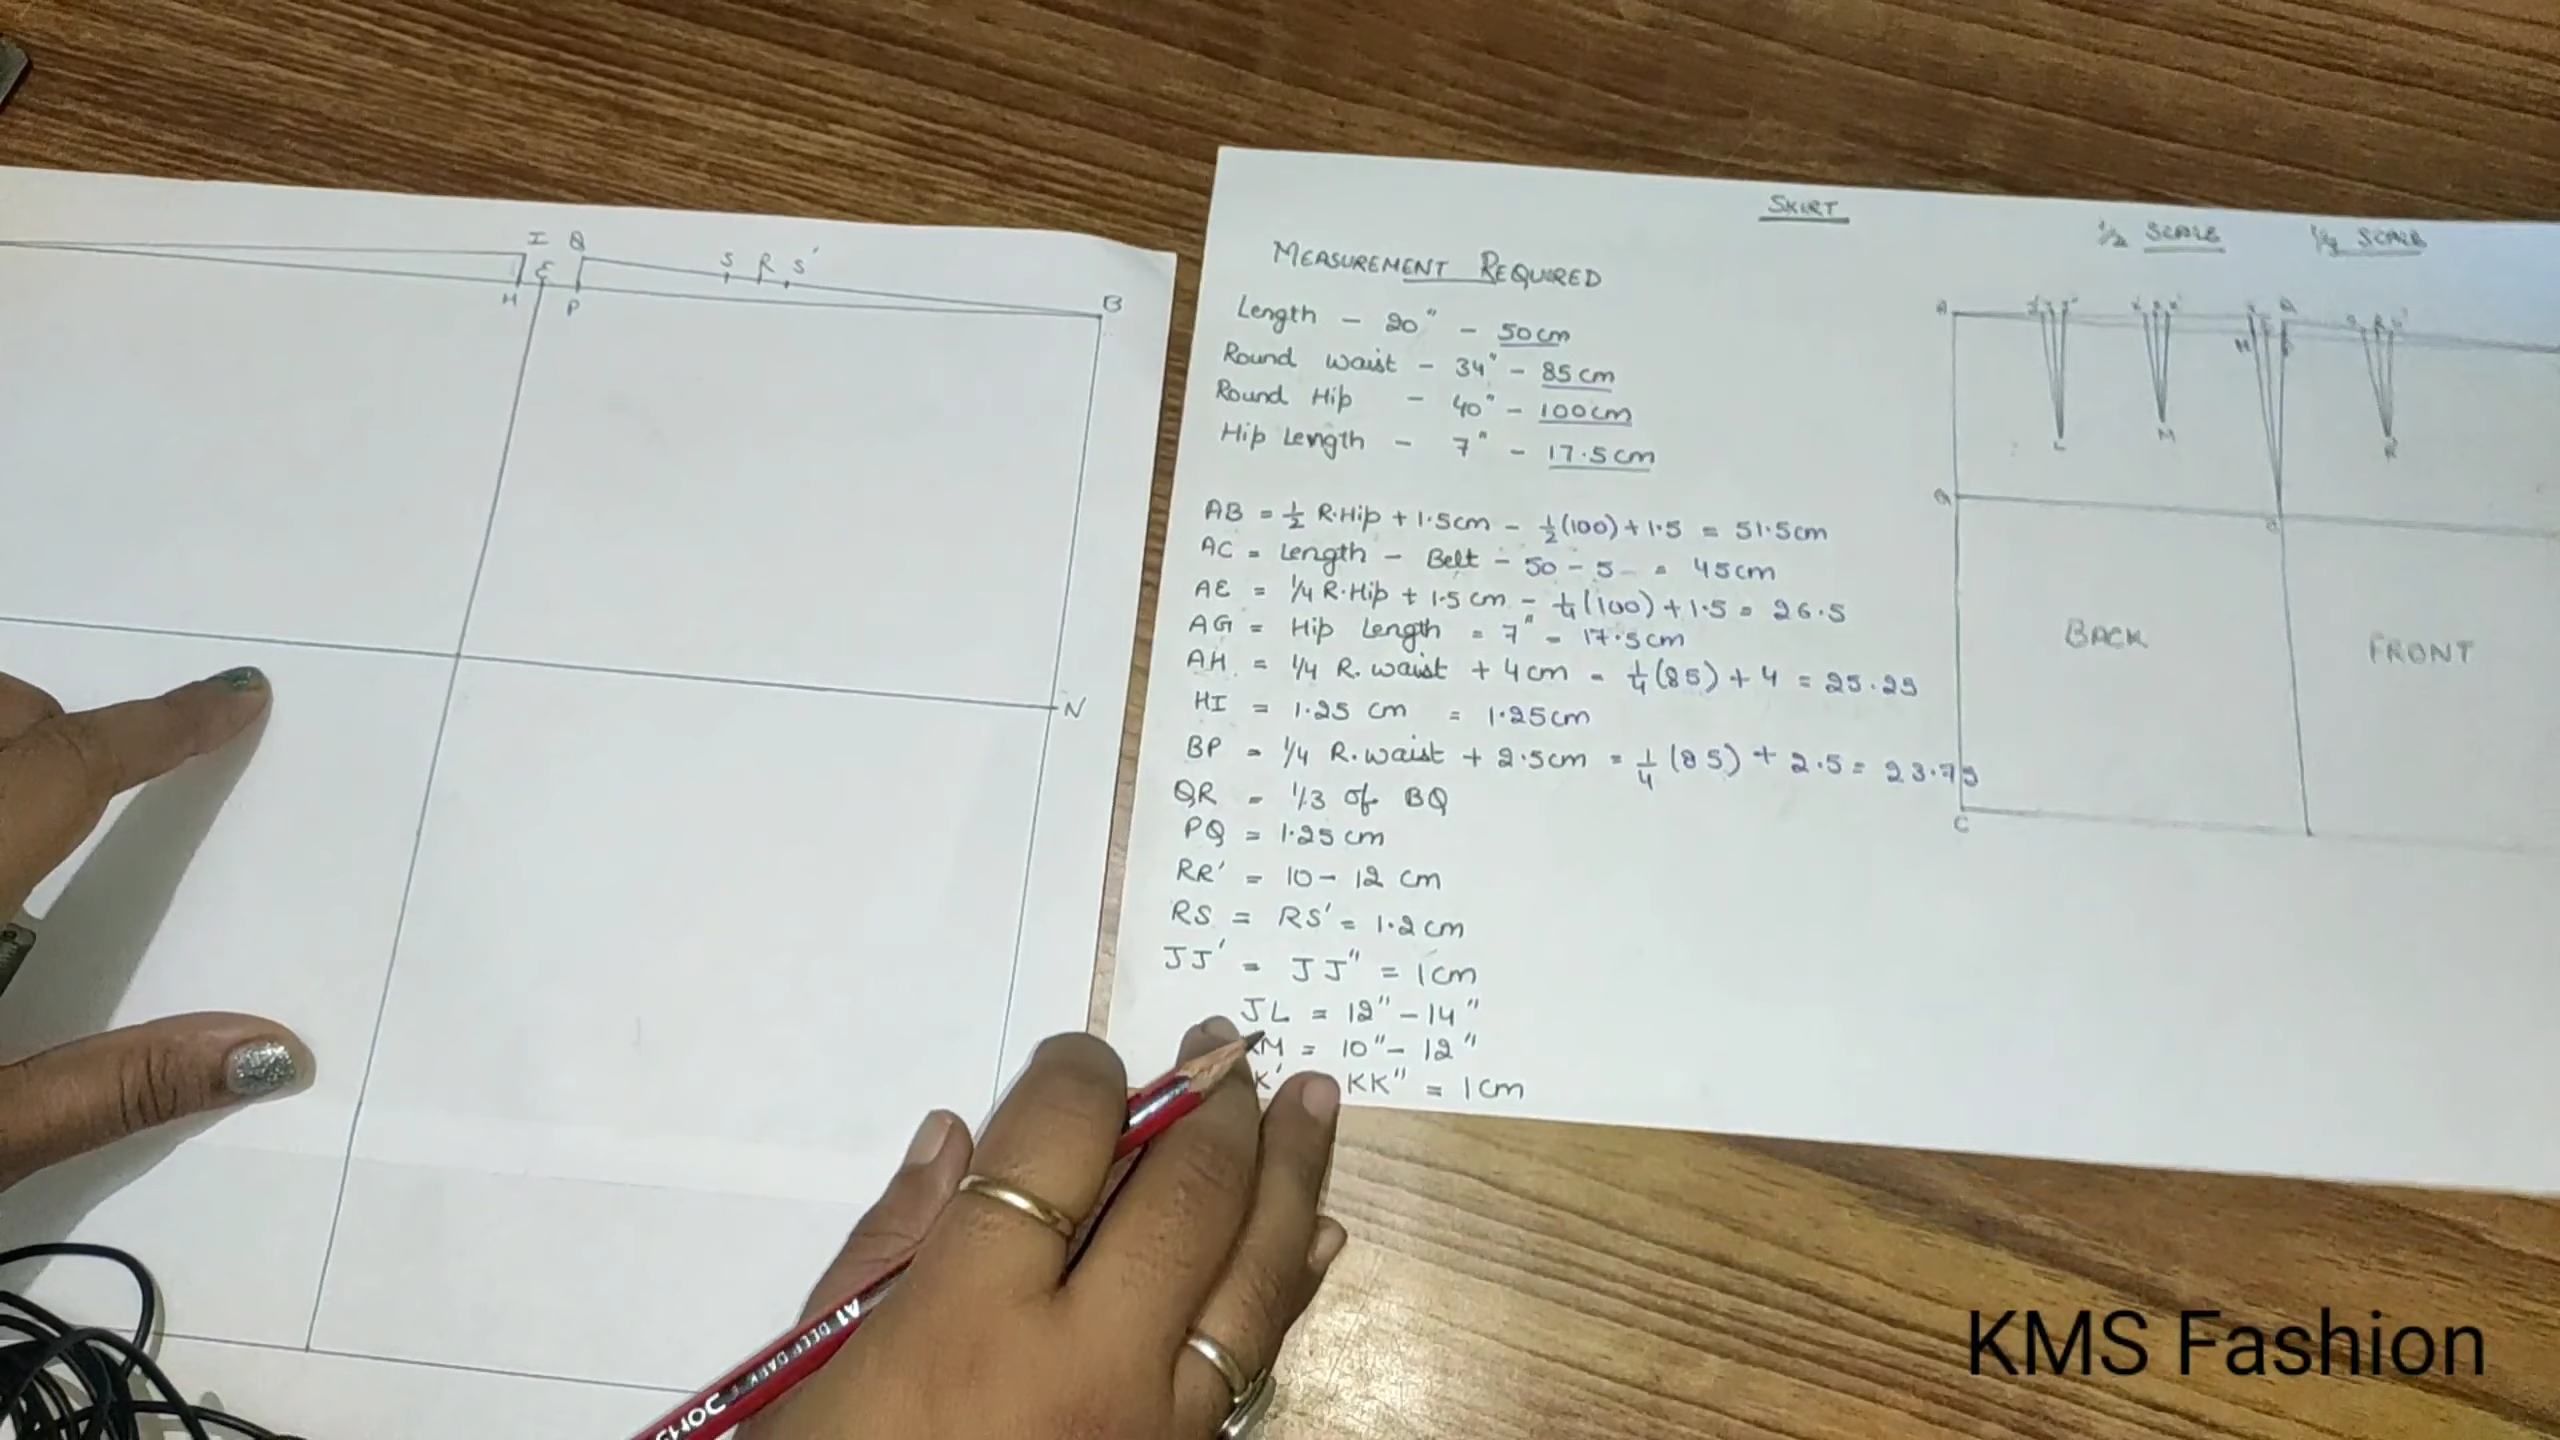 I Q
S R S'
E
H P
B
N
SKIRT
1/2 SCALE 1/4 SCALE
MEASUREMENT REQUIRED
Length - 20" - 50cm
Round waist - 34" - 85cm
Round Hip - 40" - 100cm
Hip Length - 7" - 17.5cm
AB = 1/2 R.Hip + 1.5cm - 1/2(100) + 1.5 = 51.5cm
AC = Length - Belt - 50 - 5 = 45cm
AE = 1/4 R.Hip + 1.5cm - 1/4(100) + 1.5 = 26.5
AG = Hip Length = 7" - 17.5cm
AH = 1/4 R. waist + 4cm - 1/4(85) + 4 = 25.25
HI = 1.25 cm = 1.25cm
BP = 1/4 R.waist + 2.5cm = 1/4 (85) + 2.5 = 23.75
QR = 1/3 of BQ
PQ = 1.25cm
RR' = 10 - 12 cm
RS = RS' = 1.2cm
JJ' = JJ" = 1cm
JL = 12" - 14"
M = 10" - 12"
K' KK" = 1cm
A
L
M
G
BACK
FRONT
C
DOMS A1
KMS Fashion